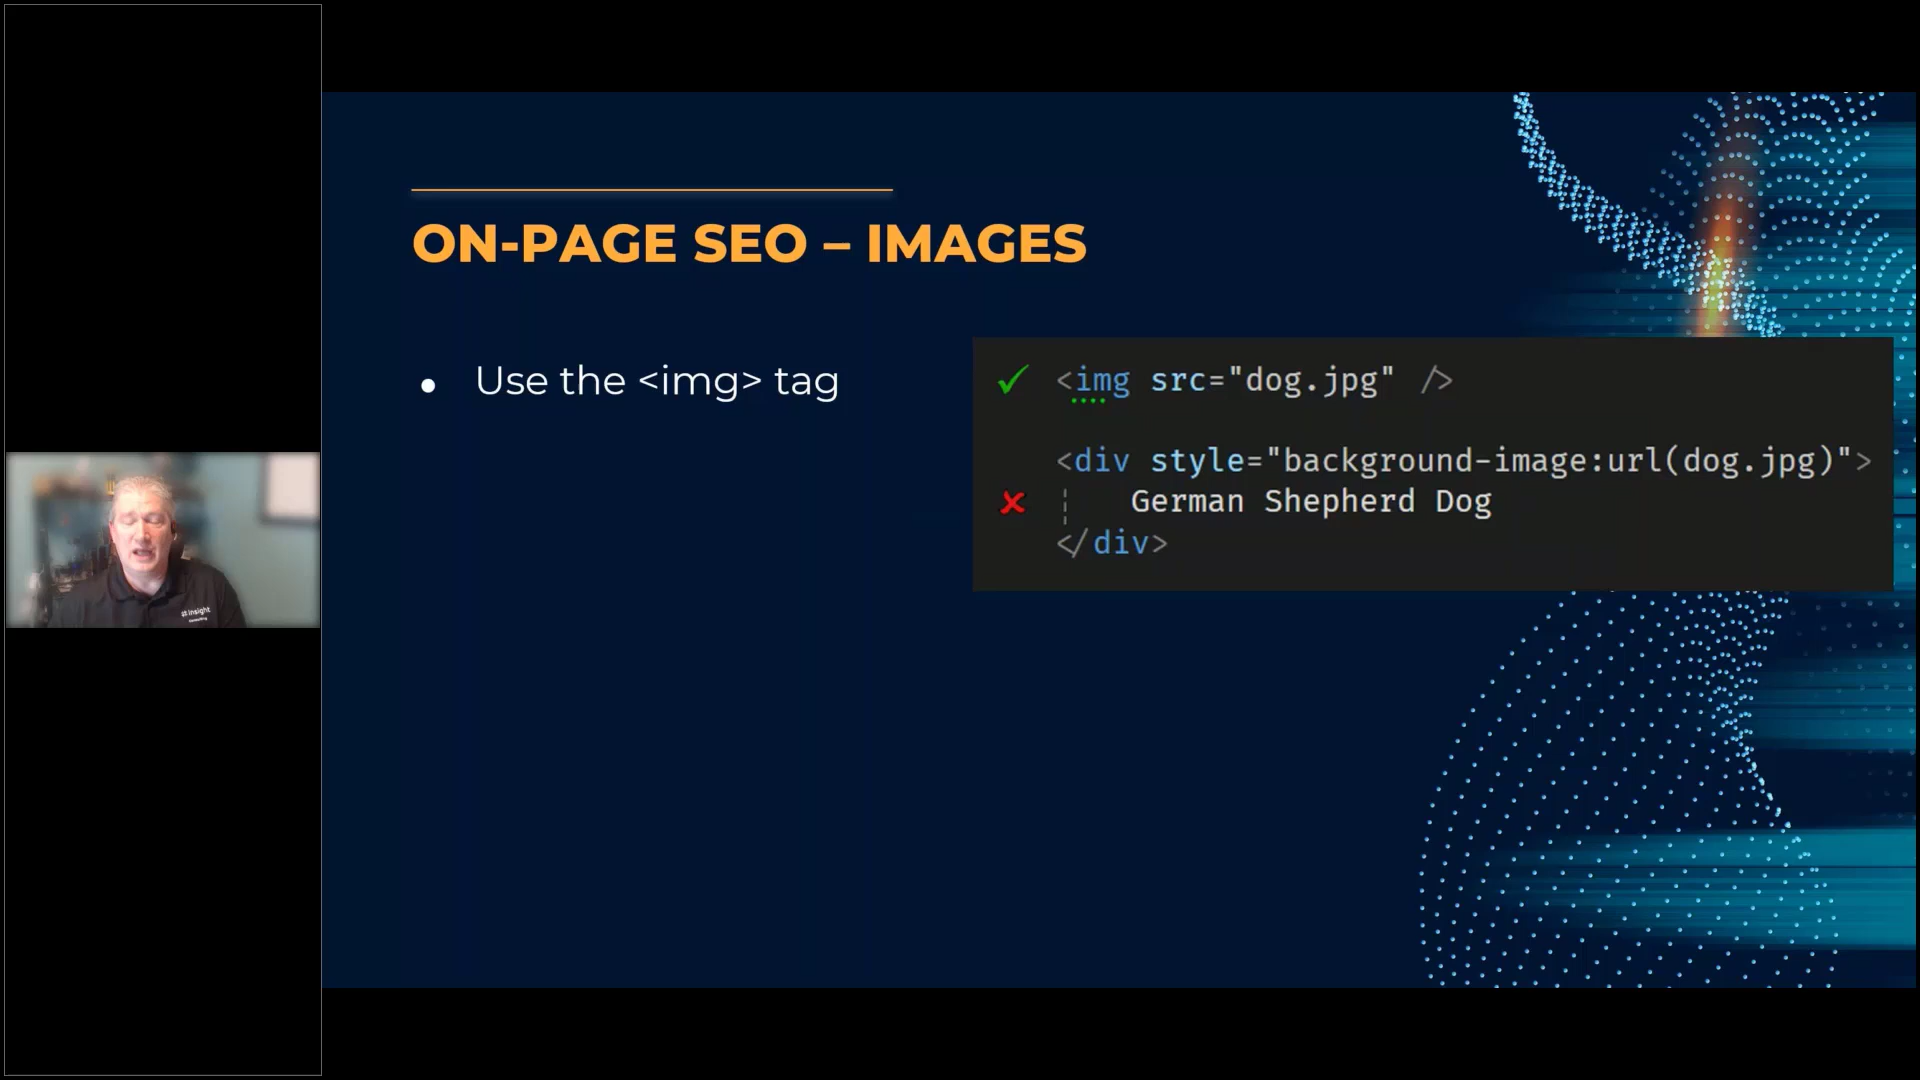 ON-PAGE SEO – IMAGES
● Use the <img> tag
✓ <img src="dog.jpg" />
<div style="background-image:url(dog.jpg)">
✗ German Shepherd Dog
</div>
insight